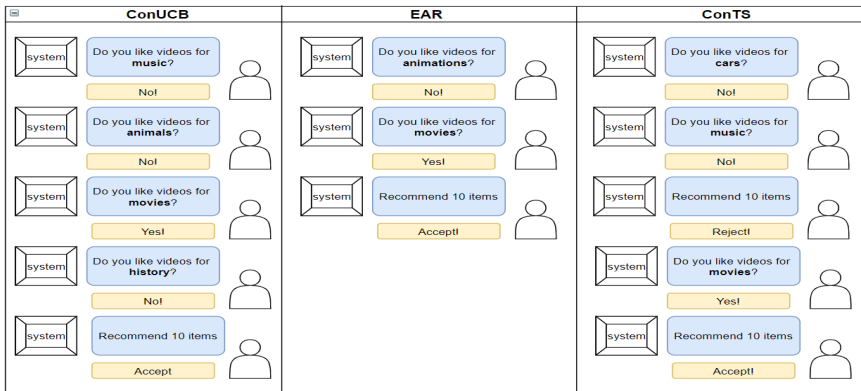 ConUCB
system
Do you like videos for
music?
No!
system
Do you like videos for
animals?
No!
system
Do you like videos for
movies?
Yes!
system
Do you like videos for
history?
No!
system
Recommend 10 items
Accept
EAR
system
Do you like videos for
animations?
No!
system
Do you like videos for
movies?
Yes!
system
Recommend 10 items
Accept!
ConTS
system
Do you like videos for
cars?
No!
system
Do you like videos for
music?
No!
system
Recommend 10 items
Reject!
system
Do you like videos for
movies?
Yes!
system
Recommend 10 items
Accept!